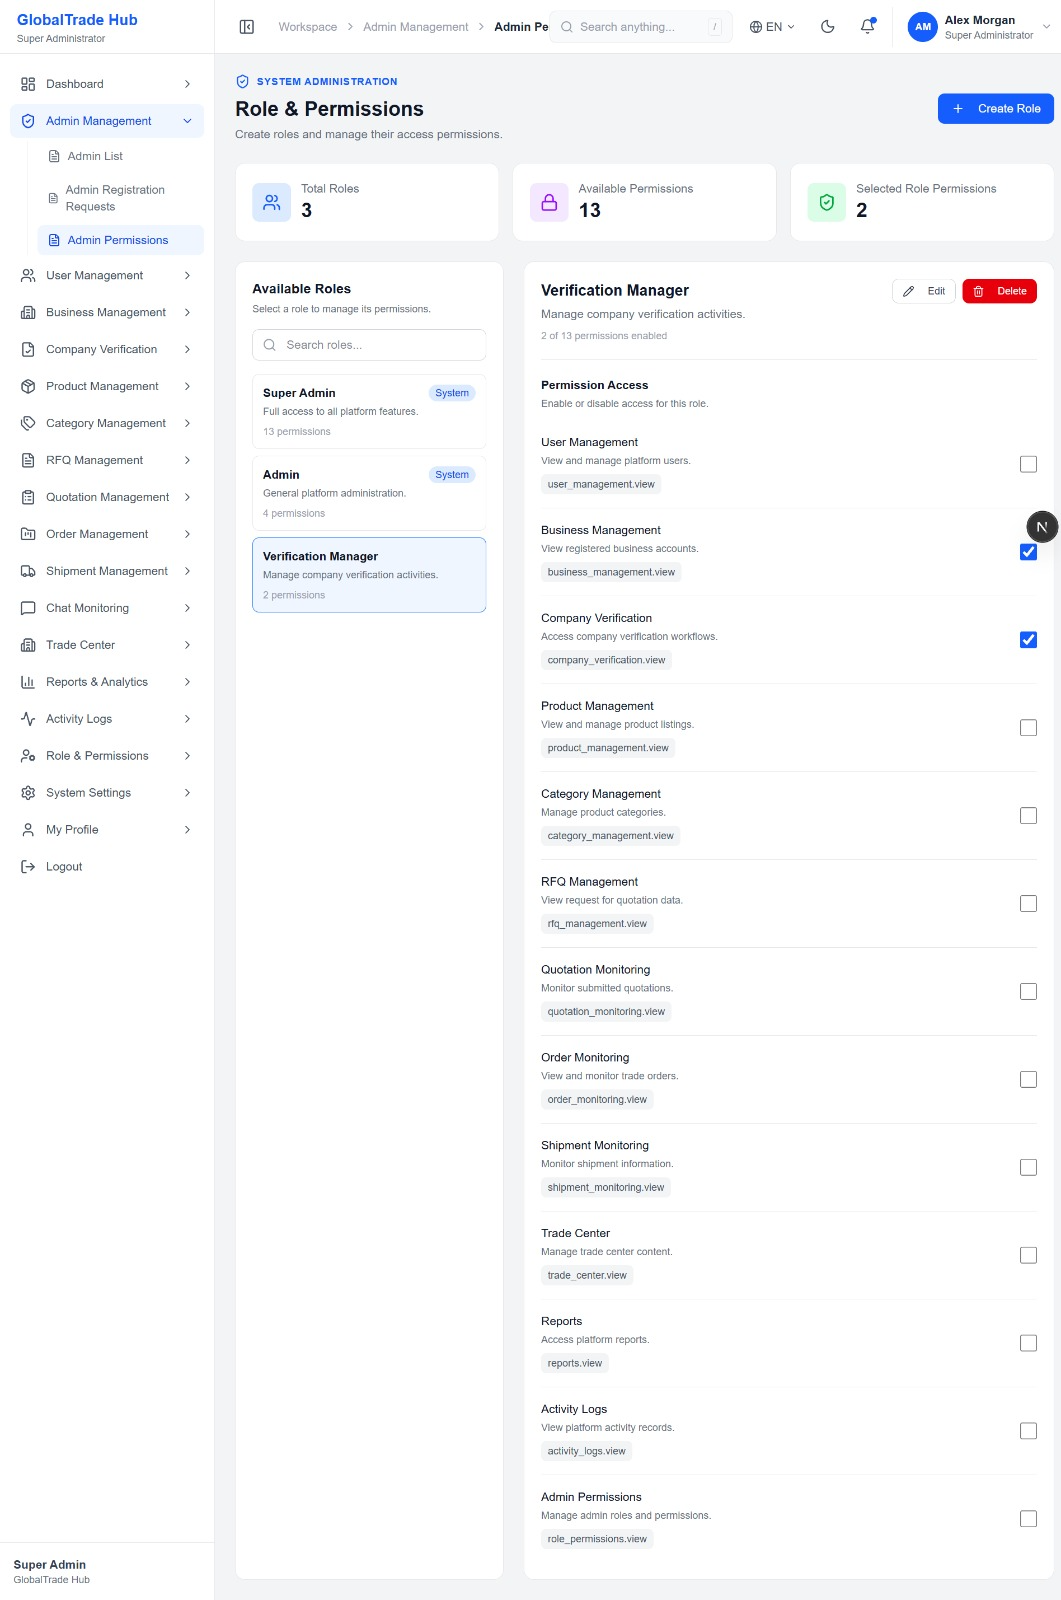 GlobalTrade Hub
Super Administrator
Dashboard
Admin Management
Admin List
Admin Registration
Requests
Admin Permissions
User Management
Business Management
Company Verification
Product Management
Category Management
RFQ Management
Quotation Management
Order Management
Shipment Management
Chat Monitoring
Trade Center
Reports & Analytics
Activity Logs
Role & Permissions
System Settings
My Profile
Logout
Super Admin
GlobalTrade Hub
Workspace > Admin Management > Admin Pe
Search anything... /
EN
AM
Alex Morgan
Super Administrator
SYSTEM ADMINISTRATION
Role & Permissions
Create roles and manage their access permissions.
+ Create Role
Total Roles
3
Available Permissions
13
Selected Role Permissions
2
Available Roles
Select a role to manage its permissions.
Search roles...
Super Admin System
Full access to all platform features.
13 permissions
Admin System
General platform administration.
4 permissions
Verification Manager
Manage company verification activities.
2 permissions
Verification Manager
Edit
Delete
Manage company verification activities.
2 of 13 permissions enabled
Permission Access
Enable or disable access for this role.
User Management
View and manage platform users.
user_management.view
N
Business Management
View registered business accounts.
business_management.view
Company Verification
Access company verification workflows.
company_verification.view
Product Management
View and manage product listings.
product_management.view
Category Management
Manage product categories.
category_management.view
RFQ Management
View request for quotation data.
rfq_management.view
Quotation Monitoring
Monitor submitted quotations.
quotation_monitoring.view
Order Monitoring
View and monitor trade orders.
order_monitoring.view
Shipment Monitoring
Monitor shipment information.
shipment_monitoring.view
Trade Center
Manage trade center content.
trade_center.view
Reports
Access platform reports.
reports.view
Activity Logs
View platform activity records.
activity_logs.view
Admin Permissions
Manage admin roles and permissions.
role_permissions.view